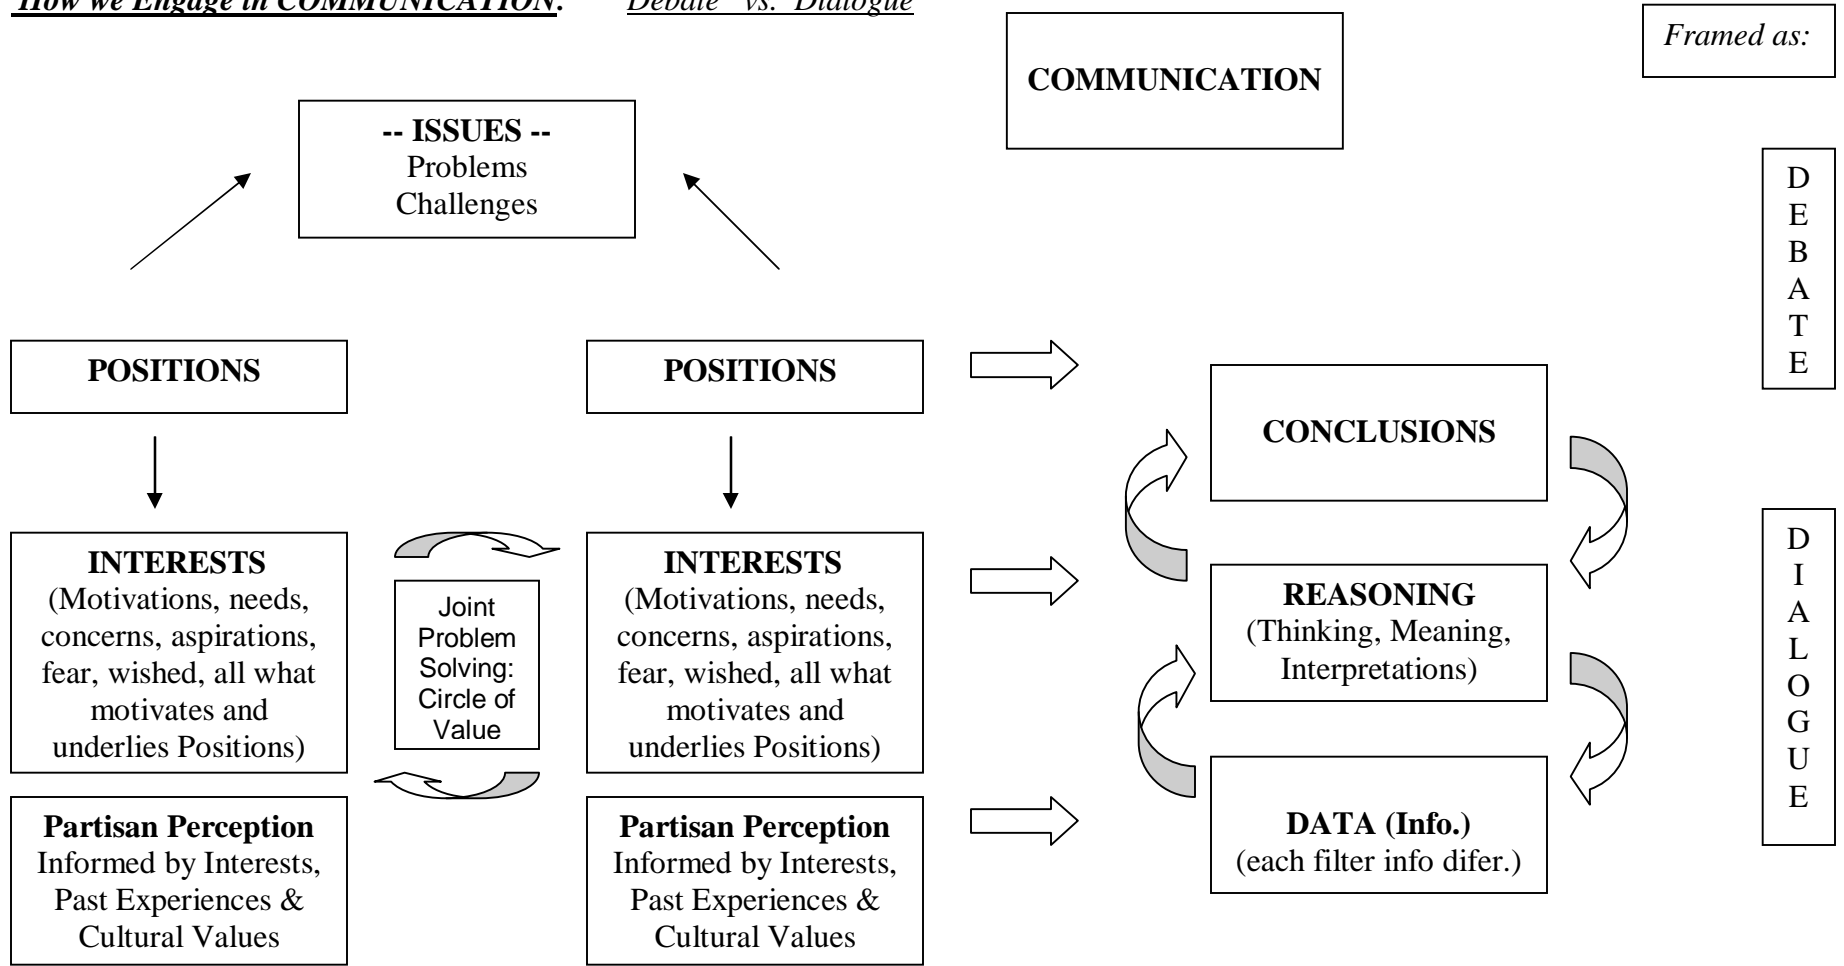 How we Engage in COMMUNICATION: Debate vs. Dialogue
COMMUNICATION
Framed as:
-- ISSUES --
Problems
Challenges
D
E
B
A
T
E
POSITIONS
POSITIONS
CONCLUSIONS
INTERESTS
(Motivations, needs,
concerns, aspirations,
fear, wished, all what
motivates and
underlies Positions)
Joint
Problem
Solving:
Circle of
Value
INTERESTS
(Motivations, needs,
concerns, aspirations,
fear, wished, all what
motivates and
underlies Positions)
REASONING
(Thinking, Meaning,
Interpretations)
D
I
A
L
O
G
U
E
Partisan Perception
Informed by Interests,
Past Experiences &
Cultural Values
Partisan Perception
Informed by Interests,
Past Experiences &
Cultural Values
DATA (Info.)
(each filter info difer.)